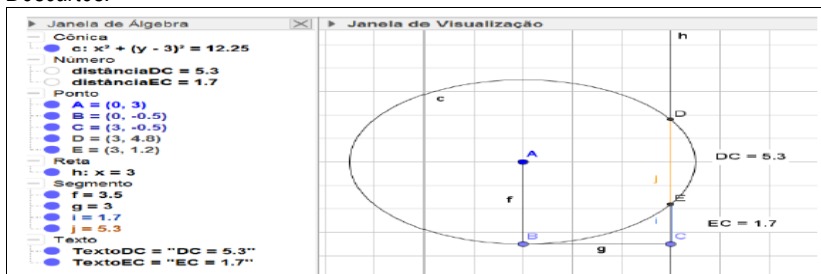 Janela de Álgebra
Cônica
c: x² + (y - 3)² = 12.25
Número
distânciaDC = 5.3
distânciaEC = 1.7
Ponto
A = (0, 3)
B = (0, -0.5)
C = (3, -0.5)
D = (3, 4.8)
E = (3, 1.2)
Reta
h: x = 3
Segmento
f = 3.5
g = 3
i = 1.7
j = 5.3
Texto
TextoDC = "DC = 5.3"
TextoEC = "EC = 1.7"
Janela de Visualização
h
c
D
A
DC = 5.3
j
f
E
i
EC = 1.7
B
C
g